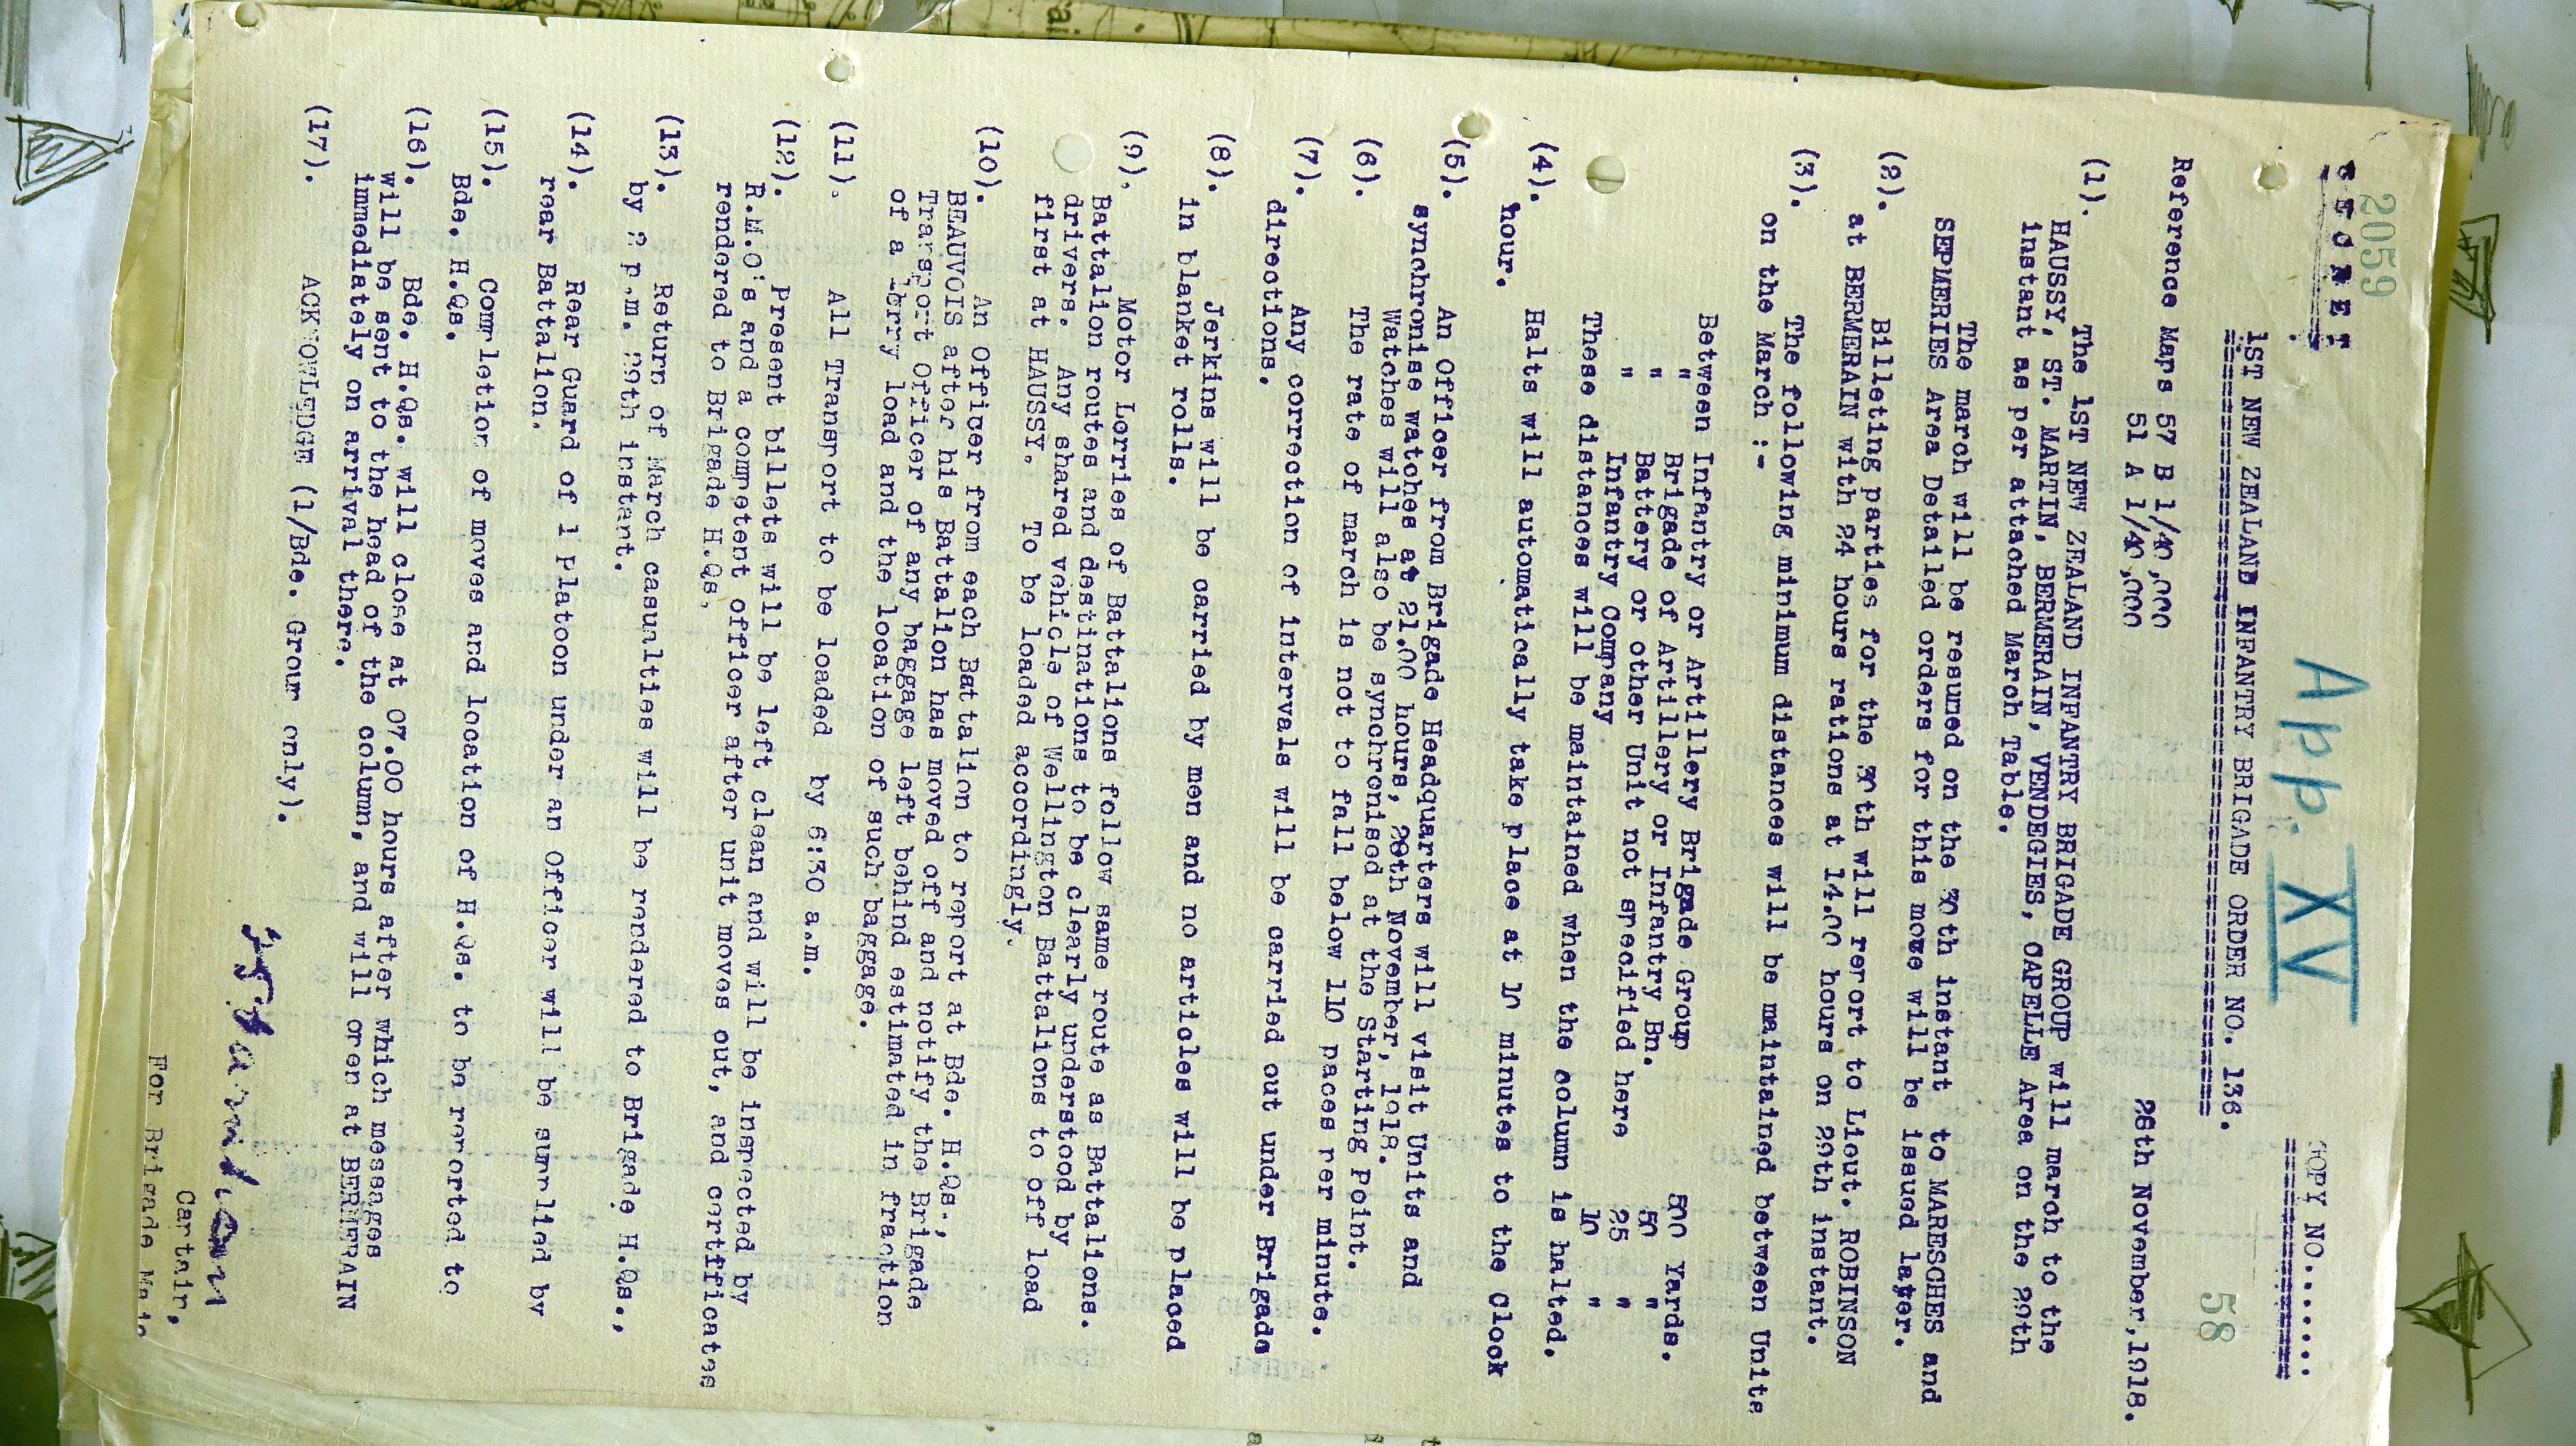 2059
App. XV
SECRET
COPY NO.......
1ST NEW ZEALAND INFANTRY BRIGADE ORDER NO. 136.
58
28th November, 1918.
Reference Maps 57 B 1/40,000
51 A 1/40,000
(1). The 1ST NEW ZEALAND INFANTRY BRIGADE GROUP will march to the
HAUSSY, ST. MARTIN, BERMERAIN, VENDEGIES, CAPELLE Area on the 29th
instant as per attached March Table.
The march will be resumed on the 30th instant to MARESCHES and
SEPMERIES Area Detailed orders for this move will be issued later.
(2). Billeting parties for the 30th will report to Lieut. ROBINSON
at BERMERAIN with 24 hours rations at 14.00 hours on 29th instant.
(3). The following minimum distances will be maintained between Units
on the March :-
Between Infantry or Artillery Brigade Group 500 Yards.
" Brigade of Artillery or Infantry Bn. 50 "
" Battery or other Unit not specified here 25 "
" Infantry Company 10 "
These distances will be maintained when the column is halted.
(4). Halts will automatically take place at 10 minutes to the Clock
hour.
(5). An Officer from Brigade Headquarters will visit Units and
synchronise watches at 21.00 hours, 28th November, 1918.
Watches will also be synchronised at the Starting Point.
(6). The rate of march is not to fall below 110 paces per minute.
(7). Any correction of intervals will be carried out under Brigade
directions.
(8). Jerkins will be carried by men and no articles will be placed
in blanket rolls.
(9). Motor Lorries of Battalions follow same route as Battalions.
Battalion routes and destinations to be clearly understood by
drivers. Any shared vehicle of Wellington Battalions to off load
first at HAUSSY. To be loaded accordingly.
(10). An Officer from each Battalion to report at Bde. H.Qs.,
BEAUVOIS after his Battalion has moved off and notify the Brigade
Transport Officer of any baggage left behind estimated in fraction
of a lorry load and the location of such baggage.
(11). All Transport to be loaded by 6:30 a.m.
(12). Present billets will be left clean and will be inspected by
R.M.O's and a competent officer after unit moves out, and certificates
rendered to Brigade H.Qs.
(13). Return of March casualties will be rendered to Brigade H.Qs.,
by 2 p.m. 29th instant.
(14). Rear Guard of 1 Platoon under an Officer will be supplied by
rear Battalion.
(15). Completion of moves and location of H.Qs. to be reported to
Bde. H.Qs.
(16). Bde. H.Qs. will close at 07.00 hours after which messages
will be sent to the head of the column, and will open at BERMERAIN
immediately on arrival there.
(17). ACKNOWLEDGE (1/Bde. Group only).
Captain,
For Brigade Major